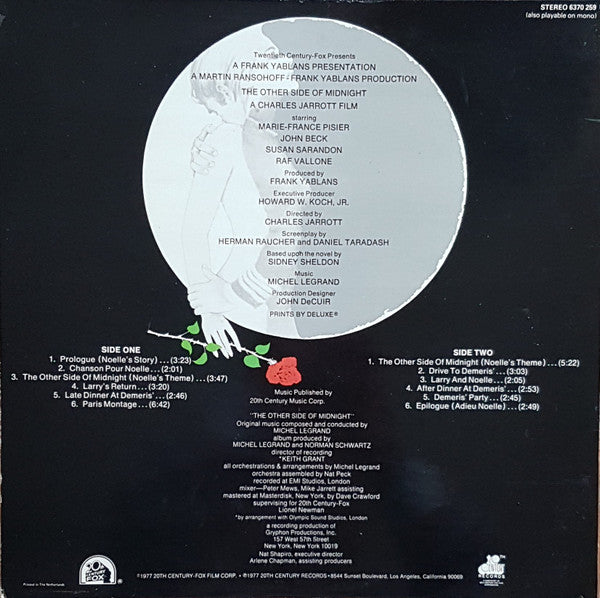 STEREO 6370 259
(also playable on mono)
Twentieth Century-Fox Presents
A FRANK YABLANS PRESENTATION
A MARTIN RANSOHOFF-FRANK YABLANS PRODUCTION
THE OTHER SIDE OF MIDNIGHT
A CHARLES JARROTT FILM
starring
MARIE-FRANCE PISIER
JOHN BECK
SUSAN SARANDON
RAF VALLONE
Produced by
FRANK YABLANS
Executive Producer
HOWARD W. KOCH, JR.
Directed by
CHARLES JARROTT
Screenplay by
HERMAN RAUCHER and DANIEL TARADASH
Based upon the novel by
SIDNEY SHELDON
Music
MICHEL LEGRAND
Production Designer
JOHN DeCUIR
PRINTS BY DELUXE®
SIDE ONE
1. Prologue (Noelle's Story)...(3:23)
2. Chanson Pour Noelle...(2:01)
3. The Other Side Of Midnight (Noelle's Theme)...(3:47)
4. Larry's Return...(3:20)
5. Late Dinner At Demeris'...(2:46)
6. Paris Montage...(6:42)
SIDE TWO
1. The Other Side Of Midnight (Noelle's Theme)...(5:22)
2. Drive To Demeris'...(3:08)
3. Larry And Noelle...(2:05)
4. After Dinner At Demeris'...(2:53)
5. Demeris' Party...(2:45)
6. Epilogue (Adieu Noelle)...(2:49)
Music Published by
20th Century Music Corp.
"THE OTHER SIDE OF MIDNIGHT"
Original music composed and conducted by
MICHEL LEGRAND
album produced by
MICHEL LEGRAND and NORMAN SCHWARTZ
director of recording
*KEITH GRANT
all orchestrations & arrangements by Michel Legrand
orchestra assembled by Nat Peck
recorded at EMI Studios, London
mixer—Peter Mews, Mike Jarrett assisting
mastered at Masterdisk, New York, by Dave Crawford
supervising for 20th Century-Fox
Lionel Newman
*by arrangement with Olympic Sound Studios, London
a recording production of
Gryphon Productions, Inc.
157 West 57th Street
New York, New York 10019
Nat Shapiro, executive director
Arlene Chapman, assisting producers
Printed in The Netherlands
20th
CENTURY
FOX
©1977 20TH CENTURY-FOX FILM CORP. • ℗1977 20TH CENTURY RECORDS • 8544 Sunset Boulevard, Los Angeles, California 90069
20TH
CENTURY
RECORDS